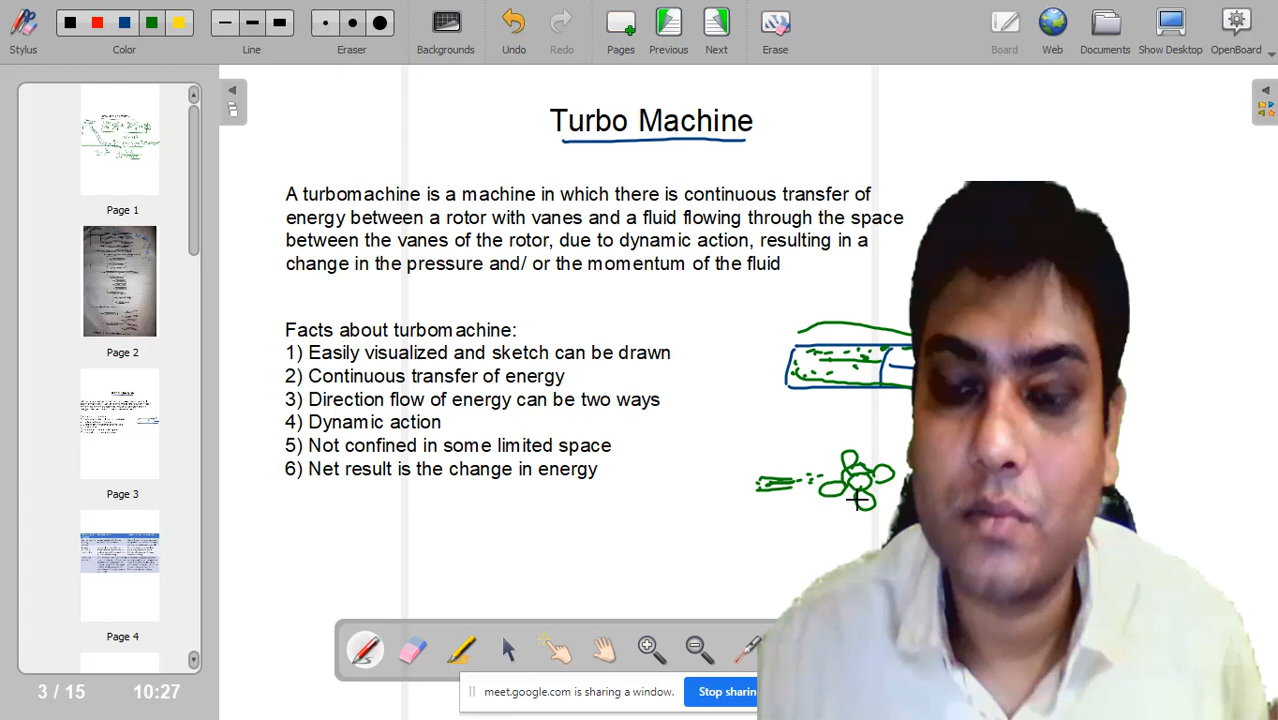 Stylus
Color
Line
Eraser
Backgrounds
Undo
Redo
Pages
Previous
Next
Erase
Board
Web
Documents
Show Desktop
OpenBoard
Page 1
Page 2
Page 3
Page 4
3 / 15 10:27
Turbo Machine
A turbomachine is a machine in which there is continuous transfer of
energy between a rotor with vanes and a fluid flowing through the space
between the vanes of the rotor, due to dynamic action, resulting in a
change in the pressure and/ or the momentum of the fluid
Facts about turbomachine:
1) Easily visualized and sketch can be drawn
2) Continuous transfer of energy
3) Direction flow of energy can be two ways
4) Dynamic action
5) Not confined in some limited space
6) Net result is the change in energy
meet.google.com is sharing a window.
Stop sharin